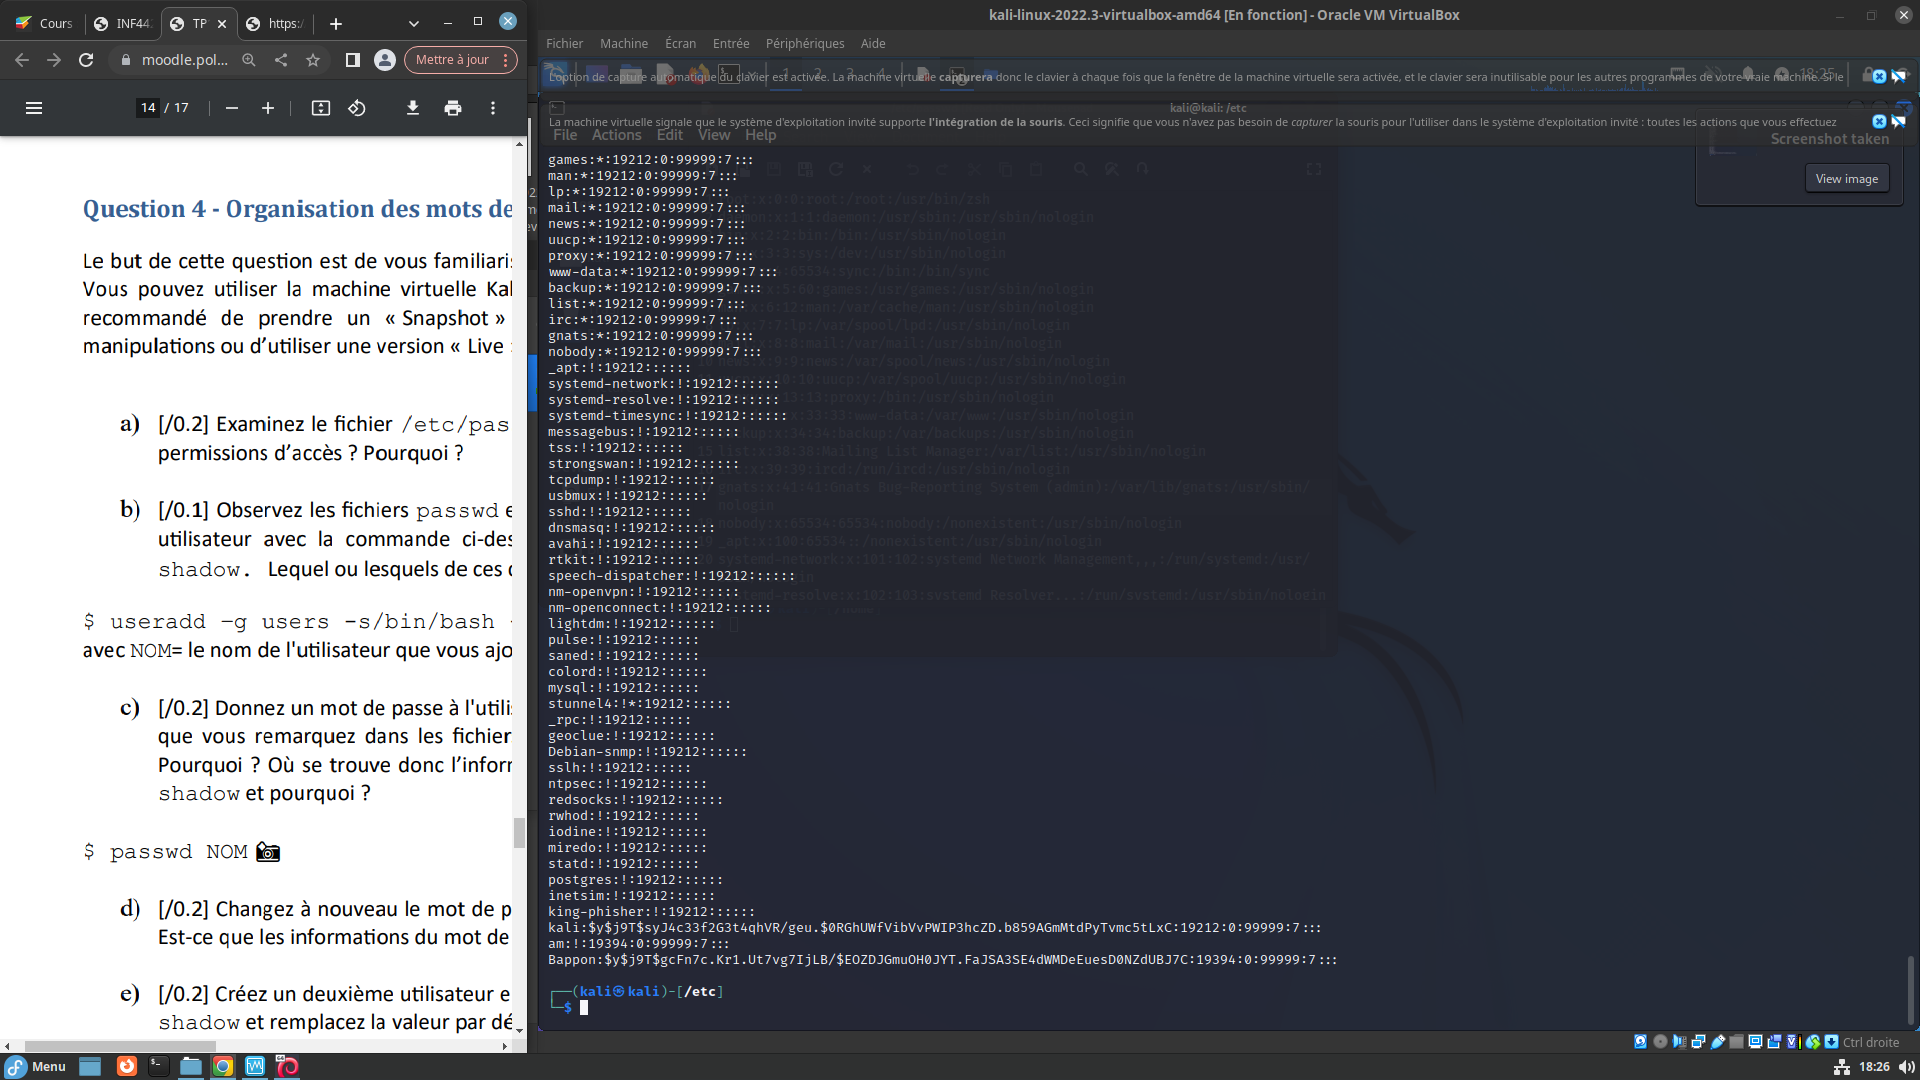 Cours
INF44
TP
https:/
moodle.pol...
Mettre à jour
14 / 17
Question 4 - Organisation des mots de
Le but de cette question est de vous familiaris
Vous pouvez utiliser la machine virtuelle Kal
recommandé de prendre un « Snapshot »
manipulations ou d’utiliser une version « Live
a) [/0.2] Examinez le fichier /etc/pas
permissions d’accès ? Pourquoi ?
b) [/0.1] Observez les fichiers passwd e
utilisateur avec la commande ci-des
shadow. Lequel ou lesquels de ces
$ useradd –g users -s/bin/bash
avec NOM= le nom de l'utilisateur que vous ajo
c) [/0.2] Donnez un mot de passe à l'utili
que vous remarquez dans les fichier
Pourquoi ? Où se trouve donc l’inform
shadow et pourquoi ?
$ passwd NOM
d) [/0.2] Changez à nouveau le mot de p
Est-ce que les informations du mot de
e) [/0.2] Créez un deuxième utilisateur e
shadow et remplacez la valeur par dé
kali-linux-2022.3-virtualbox-amd64 [En fonction] - Oracle VM VirtualBox
Fichier Machine Écran Entrée Périphériques Aide
L'option de capture automatique du clavier est activée. La machine virtuelle capturera donc le clavier à chaque fois que la fenêtre de la machine virtuelle sera activée, et le clavier sera inutilisable pour les autres programmes de votre vraie machine. Si le
18:25
kali@kali: /etc
La machine virtuelle signale que le système d'exploitation invité supporte l'intégration de la souris. Ceci signifie que vous n'avez pas besoin de capturer la souris pour l'utiliser dans le système d'exploitation invité : toutes les actions que vous effectuez
File Actions Edit View Help
Screenshot taken
View image
games:*:19212:0:99999:7:::
man:*:19212:0:99999:7:::
lp:*:19212:0:99999:7:::
mail:*:19212:0:99999:7:::
news:*:19212:0:99999:7:::
uucp:*:19212:0:99999:7:::
proxy:*:19212:0:99999:7:::
www-data:*:19212:0:99999:7:::
backup:*:19212:0:99999:7:::
list:*:19212:0:99999:7:::
irc:*:19212:0:99999:7:::
gnats:*:19212:0:99999:7:::
nobody:*:19212:0:99999:7:::
_apt:!:19212::::::
systemd-network:!:19212::::::
systemd-resolve:!:19212::::::
systemd-timesync:!:19212::::::
messagebus:!:19212::::::
tss:!:19212::::::
strongswan:!:19212::::::
tcpdump:!:19212::::::
usbmux:!:19212::::::
sshd:!:19212::::::
dnsmasq:!:19212::::::
avahi:!:19212::::::
rtkit:!:19212::::::
speech-dispatcher:!:19212::::::
nm-openvpn:!:19212::::::
nm-openconnect:!:19212::::::
lightdm:!:19212::::::
pulse:!:19212::::::
saned:!:19212::::::
colord:!:19212::::::
mysql:!:19212::::::
stunnel4:!*:19212::::::
_rpc:!:19212::::::
geoclue:!:19212::::::
Debian-snmp:!:19212::::::
sslh:!:19212::::::
ntpsec:!:19212::::::
redsocks:!:19212::::::
rwhod:!:19212::::::
iodine:!:19212::::::
miredo:!:19212::::::
statd:!:19212::::::
postgres:!:19212::::::
inetsim:!:19212::::::
king-phisher:!:19212::::::
kali:$y$j9T$syJ4c33f2G3t4qhVR/geu.$0RGhUWfVibVvPWIP3hcZD.b859AGmMtdPyTvmc5tLxC:19212:0:99999:7:::
am:!:19394:0:99999:7:::
Bappon:$y$j9T$gcFn7c.Kr1.Ut7vg7IjLB/$EOZDJGmuOH0JYT.FaJSA3SE4dWMDeEuesD0NZdUBJ7C:19394:0:99999:7:::
(kali㉿kali)-[/etc]
$
Ctrl droite
Menu
18:26